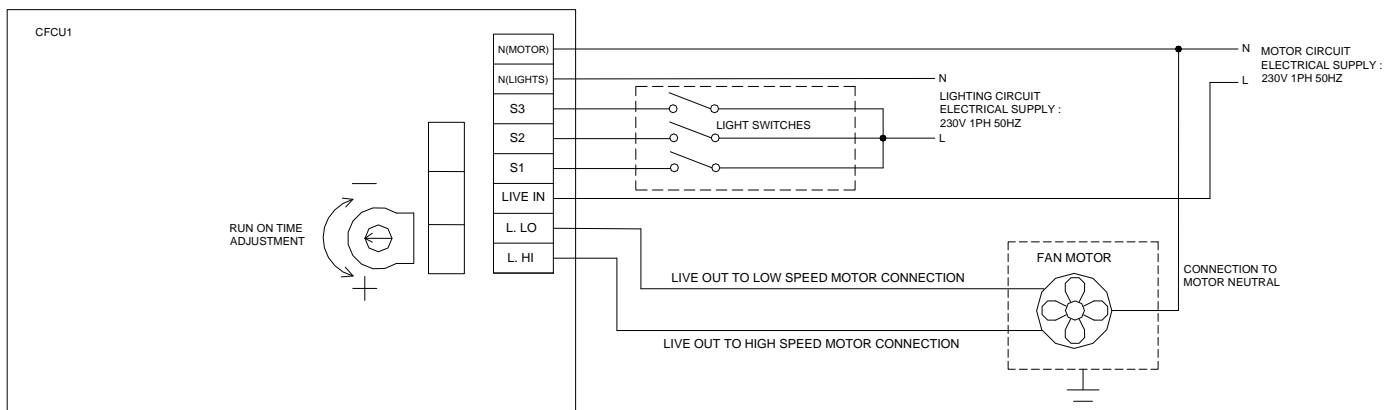 CFCU1
N(MOTOR)
N(LIGHTS)
S3
S2
S1
LIVE IN
L. LO
L. HI
RUN ON TIME
ADJUSTMENT
LIGHT SWITCHES
N
LIGHTING CIRCUIT
ELECTRICAL SUPPLY :
230V 1PH 50HZ
L
N
MOTOR CIRCUIT
ELECTRICAL SUPPLY :
230V 1PH 50HZ
L
LIVE OUT TO LOW SPEED MOTOR CONNECTION
LIVE OUT TO HIGH SPEED MOTOR CONNECTION
FAN MOTOR
CONNECTION TO
MOTOR NEUTRAL